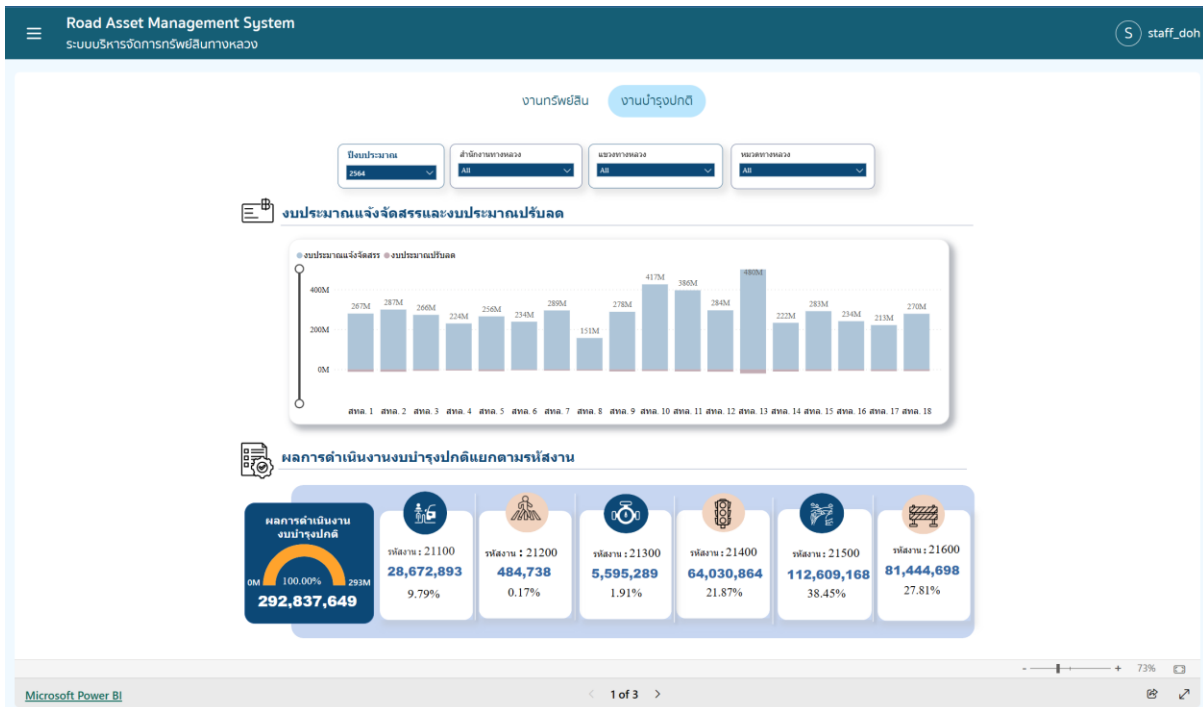 Road Asset Management System
ระบบบริหารจัดการทรัพย์สินทางหลวง
S staff_doh
งานทรัพย์สิน งานบำรุงปกติ
ปีงบประมาณ สำนักงานทางหลวง แขวงทางหลวง หมวดทางหลวง
2564 All All All
งบประมาณแจ้งจัดสรรและงบประมาณปรับลด
งบประมาณแจ้งจัดสรร งบประมาณปรับลด
400M
200M
0M
267M 287M 266M 224M 256M 234M 289M 151M 278M 417M 386M 284M 480M 222M 283M 234M 213M 270M
สทล. 1 สทล. 2 สทล. 3 สทล. 4 สทล. 5 สทล. 6 สทล. 7 สทล. 8 สทล. 9 สทล. 10 สทล. 11 สทล. 12 สทล. 13 สทล. 14 สทล. 15 สทล. 16 สทล. 17 สทล. 18
ผลการดำเนินงานงบบำรุงปกติแยกตามรหัสงาน
ผลการดำเนินงาน
งบบำรุงปกติ
0M 100.00% 293M
292,837,649
รหัสงาน : 21100
28,672,893
9.79%
รหัสงาน : 21200
484,738
0.17%
รหัสงาน : 21300
5,595,289
1.91%
รหัสงาน : 21400
64,030,864
21.87%
รหัสงาน : 21500
112,609,168
38.45%
รหัสงาน : 21600
81,444,698
27.81%
- + 73%
Microsoft Power BI
1 of 3